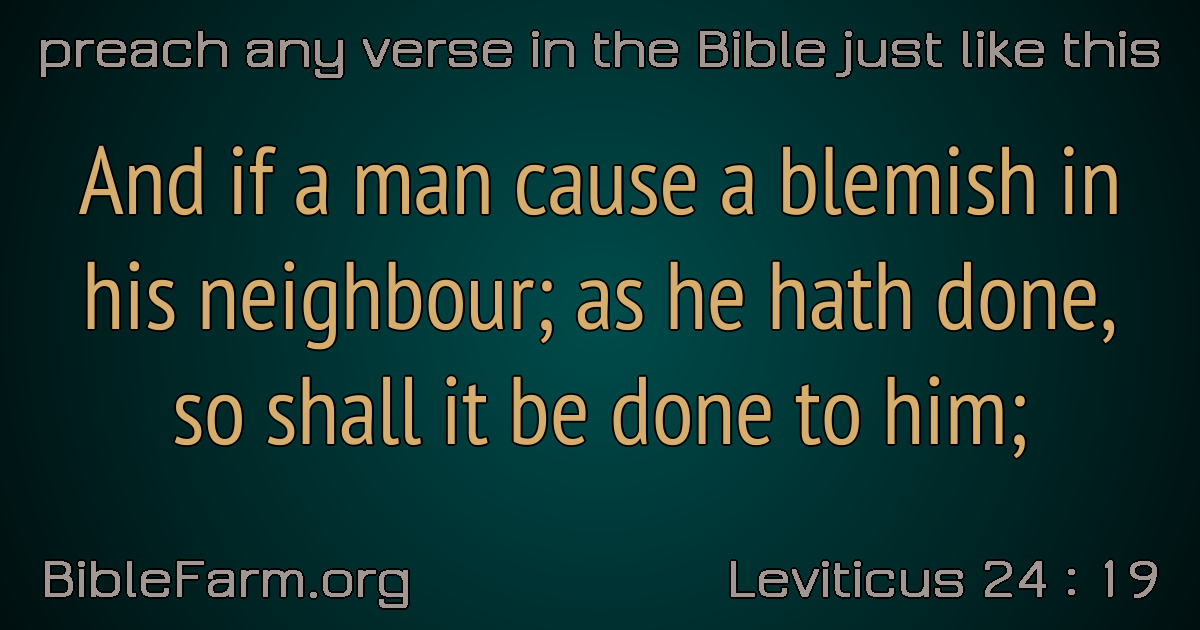 preach any verse in the Bible just like this
And if a man cause a blemish in
his neighbour; as he hath done,
so shall it be done to him;
BibleFarm.org
Leviticus 24 : 19